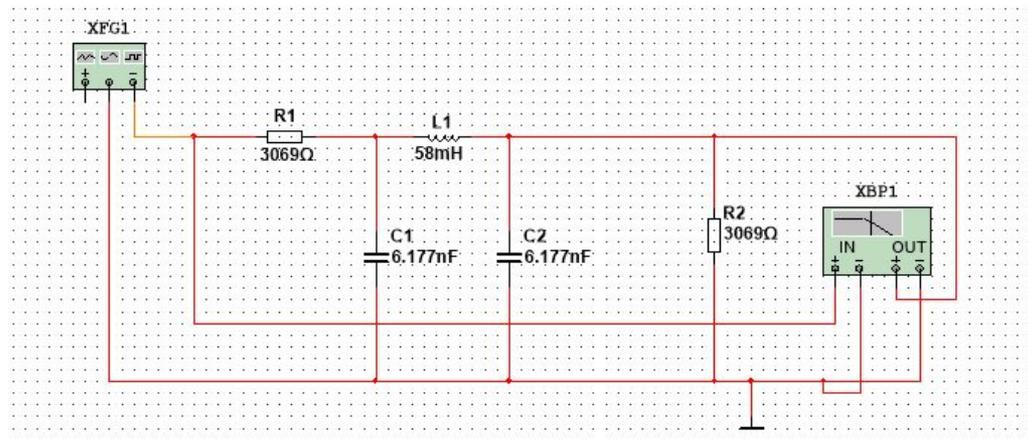 XFG1
+ −
R1
3069Ω
L1
58mH
C1
6.177nF
C2
6.177nF
R2
3069Ω
XBP1
IN OUT
+ − + −